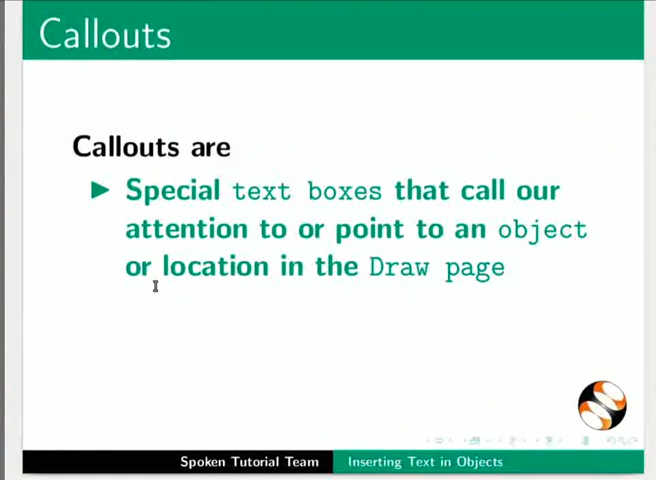 Callouts
Callouts are
Special text boxes that call our
attention to or point to an object
or location in the Draw page
Spoken Tutorial Team
Inserting Text in Objects